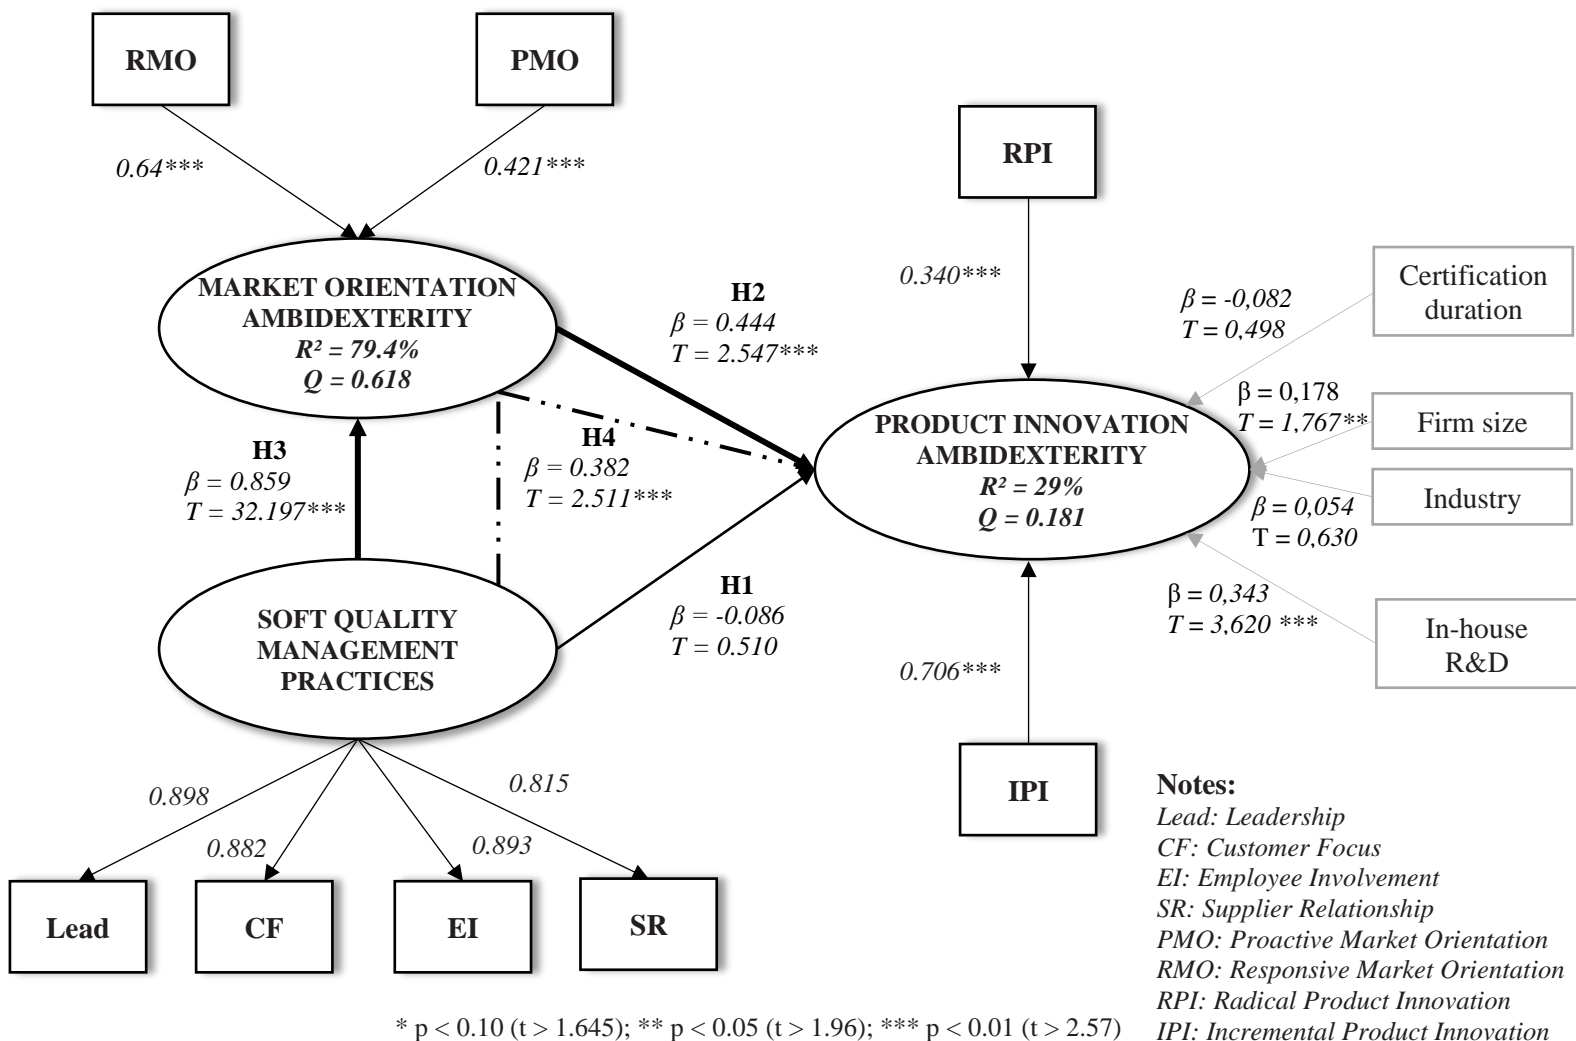 RMO
PMO
0.64***
0.421***
RPI
0.340***
MARKET ORIENTATION
AMBIDEXTERITY
R² = 79.4%
Q = 0.618
H2
β = 0.444
T = 2.547***
H3
β = 0.859
T = 32.197***
H4
β = 0.382
T = 2.511***
PRODUCT INNOVATION
AMBIDEXTERITY
R² = 29%
Q = 0.181
Certification
duration
β = -0,082
T = 0,498
Firm size
β = 0,178
T = 1,767**
Industry
β = 0,054
T = 0,630
In-house
R&D
β = 0,343
T = 3,620 ***
H1
β = -0.086
T = 0.510
SOFT QUALITY
MANAGEMENT
PRACTICES
0.706***
IPI
0.898
0.882
0.893
0.815
Lead
CF
EI
SR
Notes:
Lead: Leadership
CF: Customer Focus
EI: Employee Involvement
SR: Supplier Relationship
PMO: Proactive Market Orientation
RMO: Responsive Market Orientation
RPI: Radical Product Innovation
IPI: Incremental Product Innovation
* p < 0.10 (t > 1.645); ** p < 0.05 (t > 1.96); *** p < 0.01 (t > 2.57)